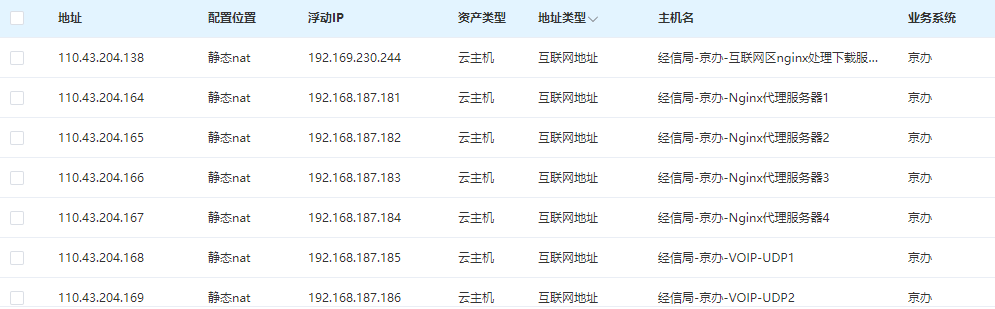 地址 配置位置 浮动IP 资产类型 地址类型 主机名 业务系统
110.43.204.138 静态nat 192.169.230.244 云主机 互联网地址 经信局-京办-互联网区nginx处理下载服... 京办
110.43.204.164 静态nat 192.168.187.181 云主机 互联网地址 经信局-京办-Nginx代理服务器1 京办
110.43.204.165 静态nat 192.168.187.182 云主机 互联网地址 经信局-京办-Nginx代理服务器2 京办
110.43.204.166 静态nat 192.168.187.183 云主机 互联网地址 经信局-京办-Nginx代理服务器3 京办
110.43.204.167 静态nat 192.168.187.184 云主机 互联网地址 经信局-京办-Nginx代理服务器4 京办
110.43.204.168 静态nat 192.168.187.185 云主机 互联网地址 经信局-京办-VOIP-UDP1 京办
110.43.204.169 静态nat 192.168.187.186 云主机 互联网地址 经信局-京办-VOIP-UDP2 京办